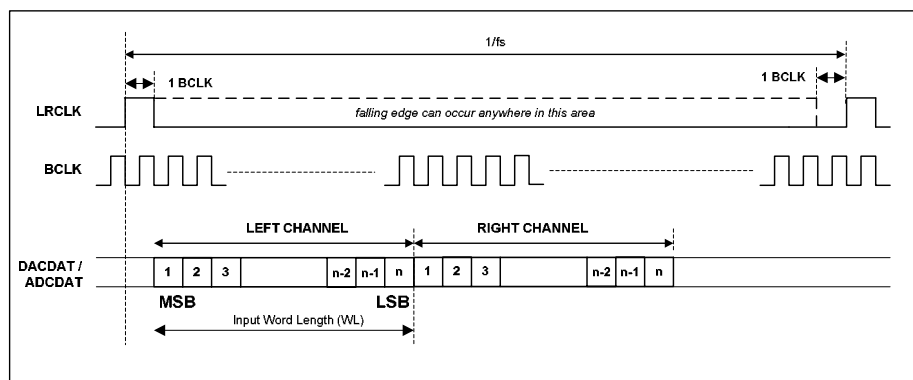 1/fs
1 BCLK
1 BCLK
LRCLK
falling edge can occur anywhere in this area
BCLK
LEFT CHANNEL
RIGHT CHANNEL
DACDAT /
ADCDAT
1 2 3 n-2 n-1 n 1 2 3 n-2 n-1 n
MSB LSB
Input Word Length (WL)